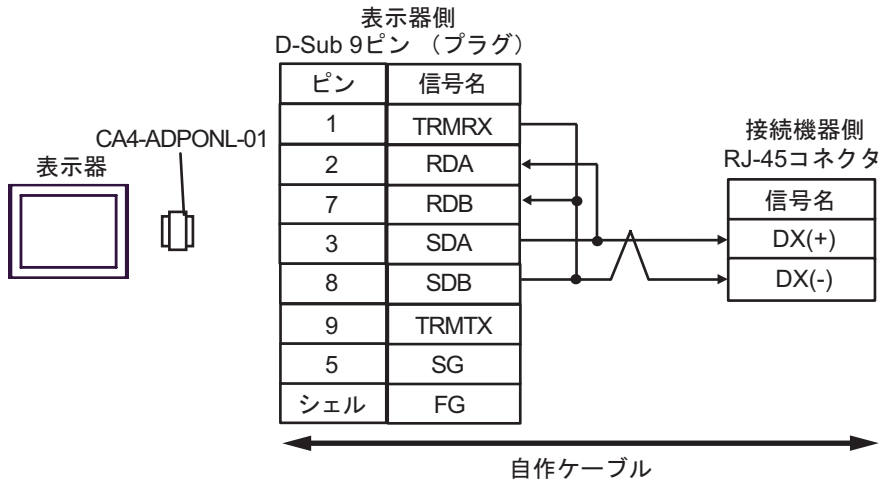 表示器側
D-Sub 9ピン （プラグ）
CA4-ADPONL-01
表示器
ピン 信号名
1 TRMRX
2 RDA
7 RDB
3 SDA
8 SDB
9 TRMTX
5 SG
シェル FG
接続機器側
RJ-45コネクタ
信号名
DX(+)
DX(-)
自作ケーブル